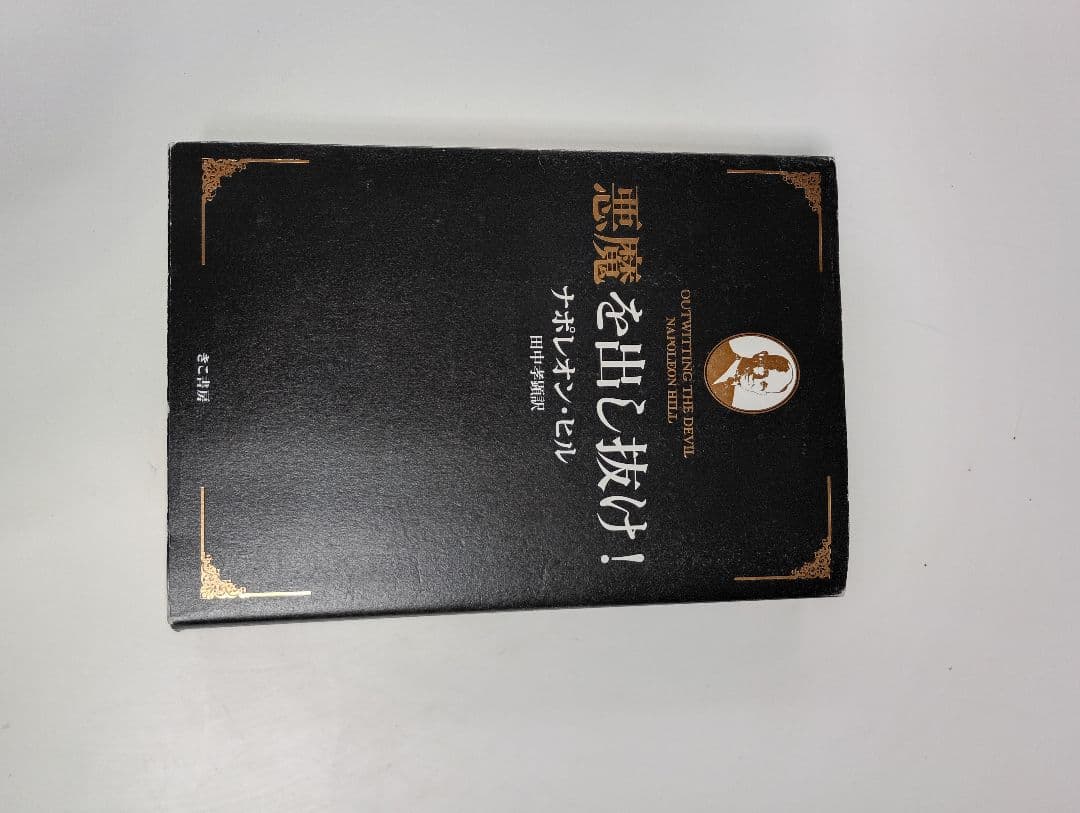 OUTWITTING THE DEVIL
NAPOLEON HILL
悪魔を出し抜け!
ナポレオン・ヒル
田中孝顕訳
きこ書房